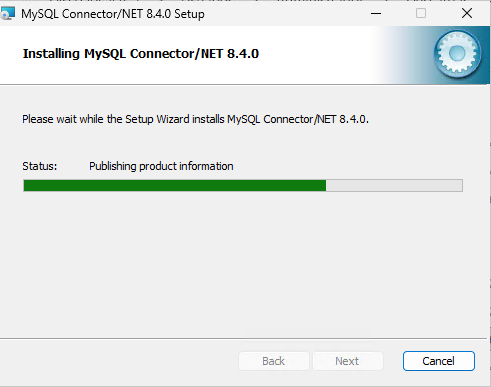 MySQL Connector/NET 8.4.0 Setup
Installing MySQL Connector/NET 8.4.0
Please wait while the Setup Wizard installs MySQL Connector/NET 8.4.0.
Status: Publishing product information
Back Next Cancel